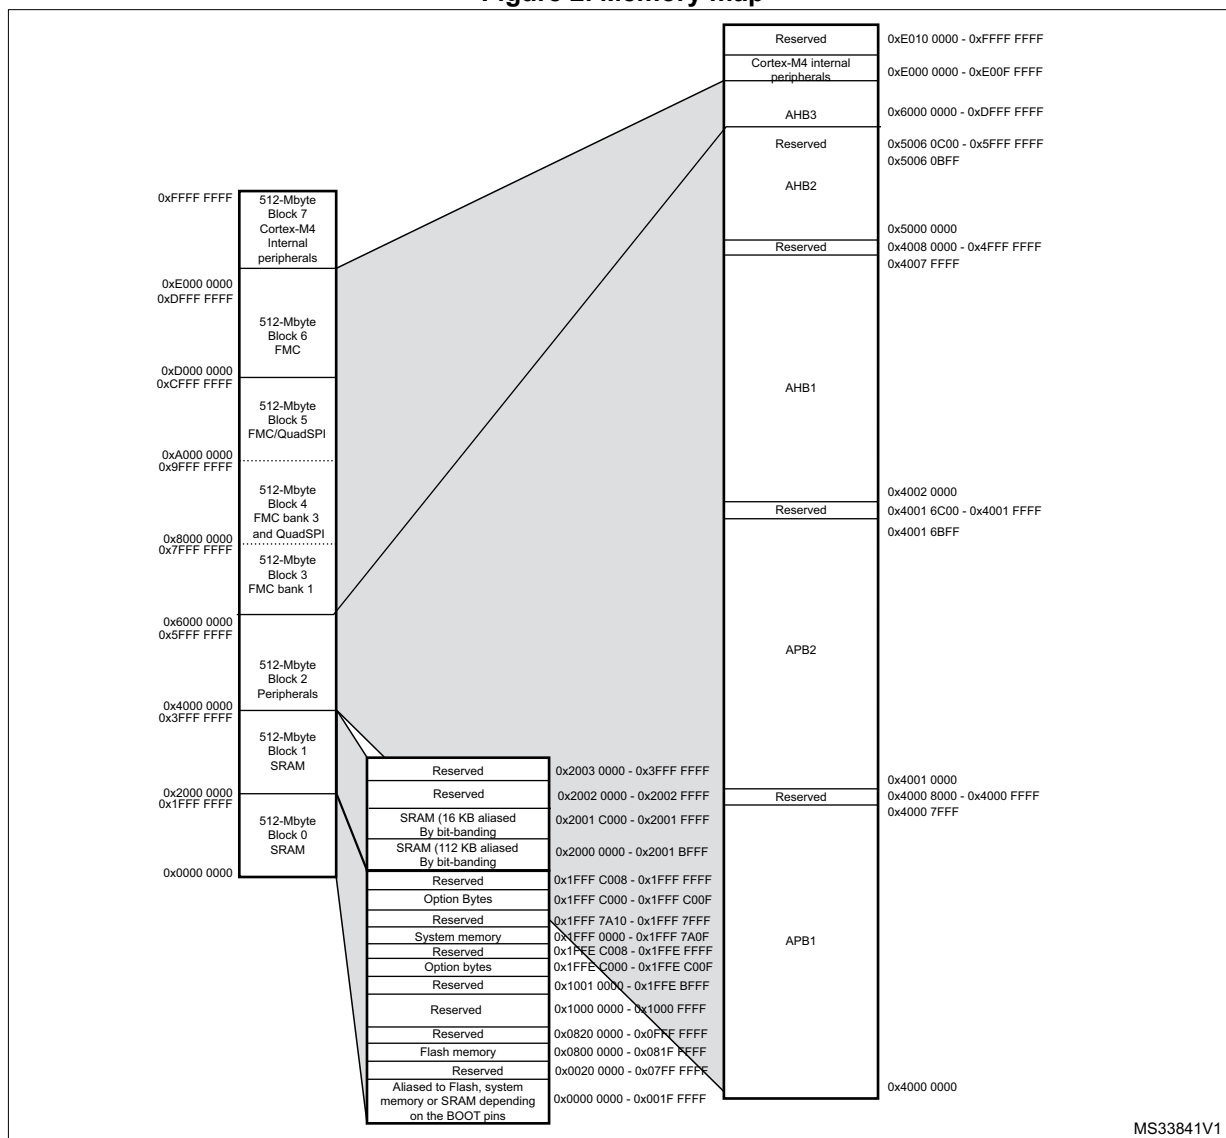 Figure 2. Memory map
0xFFFF FFFF
512-Mbyte
Block 7
Cortex-M4
Internal
peripherals
0xE000 0000
0xDFFF FFFF
512-Mbyte
Block 6
FMC
0xD000 0000
0xCFFF FFFF
512-Mbyte
Block 5
FMC/QuadSPI
0xA000 0000
0x9FFF FFFF
512-Mbyte
Block 4
FMC bank 3
and QuadSPI
0x8000 0000
0x7FFF FFFF
512-Mbyte
Block 3
FMC bank 1
0x6000 0000
0x5FFF FFFF
512-Mbyte
Block 2
Peripherals
0x4000 0000
0x3FFF FFFF
512-Mbyte
Block 1
SRAM
0x2000 0000
0x1FFF FFFF
512-Mbyte
Block 0
SRAM
0x0000 0000
Reserved 0x2003 0000 - 0x3FFF FFFF
Reserved 0x2002 0000 - 0x2002 FFFF
SRAM (16 KB aliased
By bit-banding
0x2001 C000 - 0x2001 FFFF
SRAM (112 KB aliased
By bit-banding
0x2000 0000 - 0x2001 BFFF
Reserved 0x1FFF C008 - 0x1FFF FFFF
Option Bytes 0x1FFF C000 - 0x1FFF C00F
Reserved 0x1FFF 7A10 - 0x1FFF 7FFF
System memory 0x1FFF 0000 - 0x1FFF 7A0F
Reserved 0x1FFE C008 - 0x1FFE FFFF
Option bytes 0x1FFE C000 - 0x1FFE C00F
Reserved 0x1001 0000 - 0x1FFE BFFF
Reserved 0x1000 0000 - 0x1000 FFFF
Reserved 0x0820 0000 - 0x0FFF FFFF
Flash memory 0x0800 0000 - 0x081F FFFF
Reserved 0x0020 0000 - 0x07FF FFFF
Aliased to Flash, system
memory or SRAM depending
on the BOOT pins
0x0000 0000 - 0x001F FFFF
Reserved 0xE010 0000 - 0xFFFF FFFF
Cortex-M4 internal
peripherals
0xE000 0000 - 0xE00F FFFF
AHB3 0x6000 0000 - 0xDFFF FFFF
Reserved 0x5006 0C00 - 0x5FFF FFFF
0x5006 0BFF
AHB2
0x5000 0000
Reserved 0x4008 0000 - 0x4FFF FFFF
0x4007 FFFF
AHB1
0x4002 0000
Reserved 0x4001 6C00 - 0x4001 FFFF
0x4001 6BFF
APB2
0x4001 0000
Reserved 0x4000 8000 - 0x4000 FFFF
0x4000 7FFF
APB1
0x4000 0000
MS33841V1